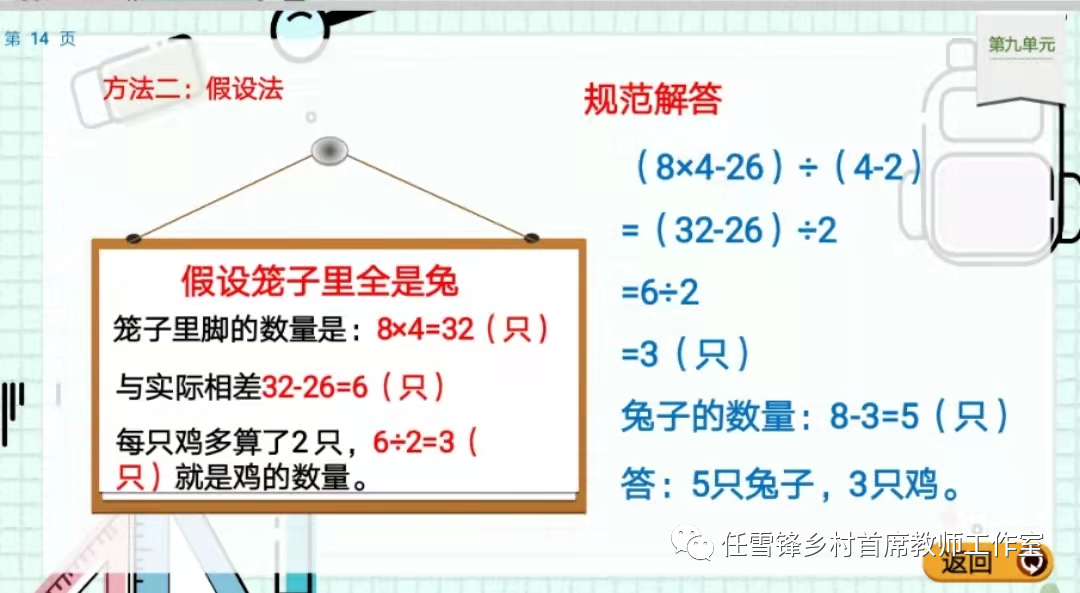 第 14 页
第九单元
方法二：假设法
假设笼子里全是兔
笼子里脚的数量是：8×4=32（只）
与实际相差32-26=6（只）
每只鸡多算了2只，6÷2=3（
只）就是鸡的数量。
规范解答
（8×4-26）÷（4-2）
=（32-26）÷2
=6÷2
=3（只）
兔子的数量：8-3=5（只）
答：5只兔子，3只鸡。
任雪锋乡村首席教师工作室
返回